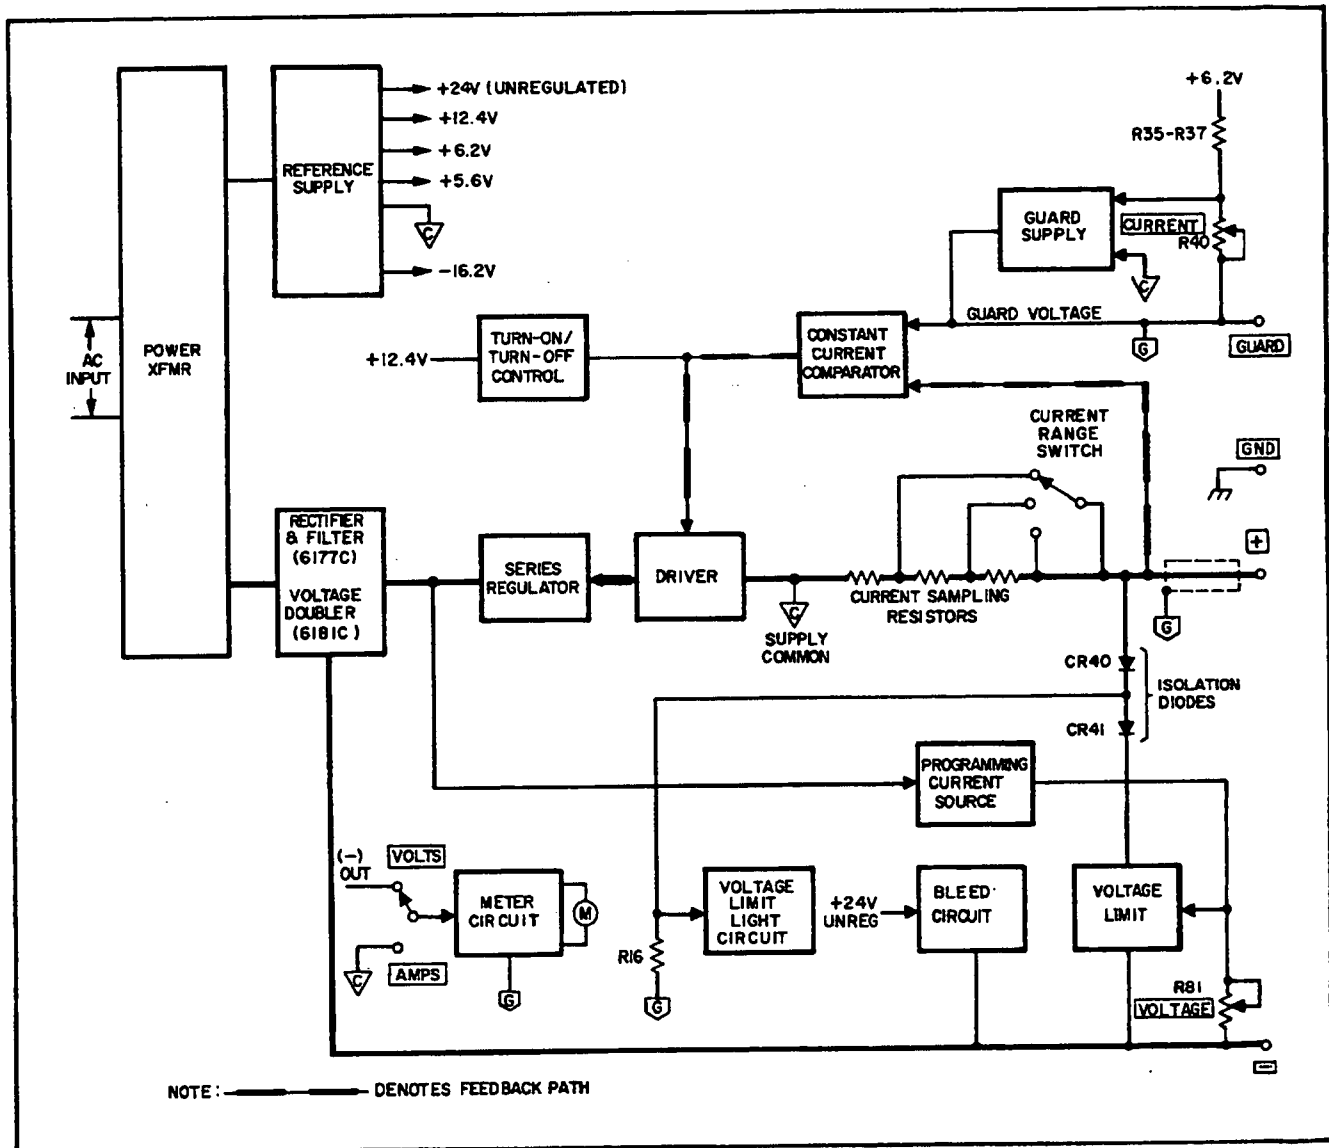 +24V (UNREGULATED)
+12.4V
+6.2V
+5.6V
C
-16.2V
REFERENCE
SUPPLY
POWER
XFMR
AC
INPUT
+6.2V
R35-R37
GUARD
SUPPLY
CURRENT
R40
C
GUARD VOLTAGE
G
GUARD
+12.4V
TURN-ON/
TURN-OFF
CONTROL
CONSTANT
CURRENT
COMPARATOR
CURRENT
RANGE
SWITCH
GND
RECTIFIER
& FILTER
(6177C)
VOLTAGE
DOUBLER
(6181C)
SERIES
REGULATOR
DRIVER
C
SUPPLY
COMMON
CURRENT SAMPLING
RESISTORS
+
G
CR40
CR41
ISOLATION
DIODES
PROGRAMMING
CURRENT
SOURCE
(-)
OUT
VOLTS
METER
CIRCUIT
M
C
AMPS
G
R16
G
VOLTAGE
LIMIT
LIGHT
CIRCUIT
+24V
UNREG
BLEED
CIRCUIT
VOLTAGE
LIMIT
R81
VOLTAGE
-
NOTE: DENOTES FEEDBACK PATH